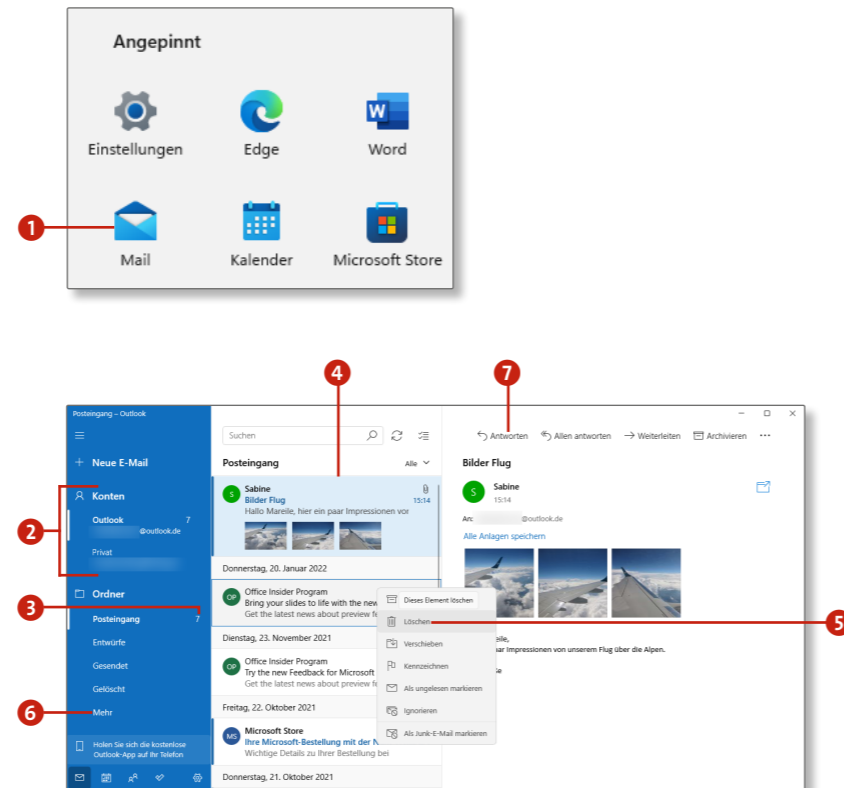 Angepinnt
Einstellungen Edge Word
1
Mail Kalender Microsoft Store
4 7
Posteingang – Outlook
Suchen
Antworten Allen antworten Weiterleiten Archivieren ...
+ Neue E-Mail
Posteingang Alle
Bilder Flug
2
Konten
Outlook 7
@outlook.de
Privat
S Sabine
Bilder Flug 15:14
Hallo Mareile, hier ein paar Impressionen vor
S Sabine
15:14
An: @outlook.de
Alle Anlagen speichern
Donnerstag, 20. Januar 2022
3
Ordner
Posteingang 7
Entwürfe
Gesendet
Gelöscht
6
Mehr
OP Office Insider Program
Bring your slides to life with the new
Get the latest news about preview fe
Dienstag, 23. November 2021
OP Office Insider Program
Try the new Feedback for Microsoft
Get the latest news about preview fe
Freitag, 22. Oktober 2021
MS Microsoft Store
Ihre Microsoft-Bestellung mit der N
Wichtige Details zu Ihrer Bestellung bei
Donnerstag, 21. Oktober 2021
Dieses Element löschen
Löschen
5
Verschieben
Kennzeichnen
Als ungelesen markieren
Ignorieren
Als Junk-E-Mail markieren
eile,
aar Impressionen von unserem Flug über die Alpen.
se
Holen Sie sich die kostenlose
Outlook-App auf Ihr Telefon